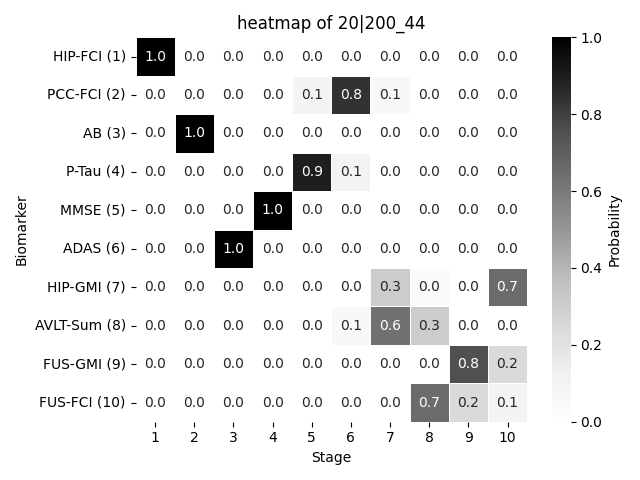 heatmap of 20|200_44
HIP-FCI (1) 1.0 0.0 0.0 0.0 0.0 0.0 0.0 0.0 0.0 0.0
PCC-FCI (2) 0.0 0.0 0.0 0.0 0.1 0.8 0.1 0.0 0.0 0.0
AB (3) 0.0 1.0 0.0 0.0 0.0 0.0 0.0 0.0 0.0 0.0
P-Tau (4) 0.0 0.0 0.0 0.0 0.9 0.1 0.0 0.0 0.0 0.0
MMSE (5) 0.0 0.0 0.0 1.0 0.0 0.0 0.0 0.0 0.0 0.0
ADAS (6) 0.0 0.0 1.0 0.0 0.0 0.0 0.0 0.0 0.0 0.0
HIP-GMI (7) 0.0 0.0 0.0 0.0 0.0 0.0 0.3 0.0 0.0 0.7
AVLT-Sum (8) 0.0 0.0 0.0 0.0 0.0 0.1 0.6 0.3 0.0 0.0
FUS-GMI (9) 0.0 0.0 0.0 0.0 0.0 0.0 0.0 0.0 0.8 0.2
FUS-FCI (10) 0.0 0.0 0.0 0.0 0.0 0.0 0.0 0.7 0.2 0.1
1 2 3 4 5 6 7 8 9 10
Stage
Biomarker
1.0
0.8
0.6
0.4
0.2
0.0
Probability